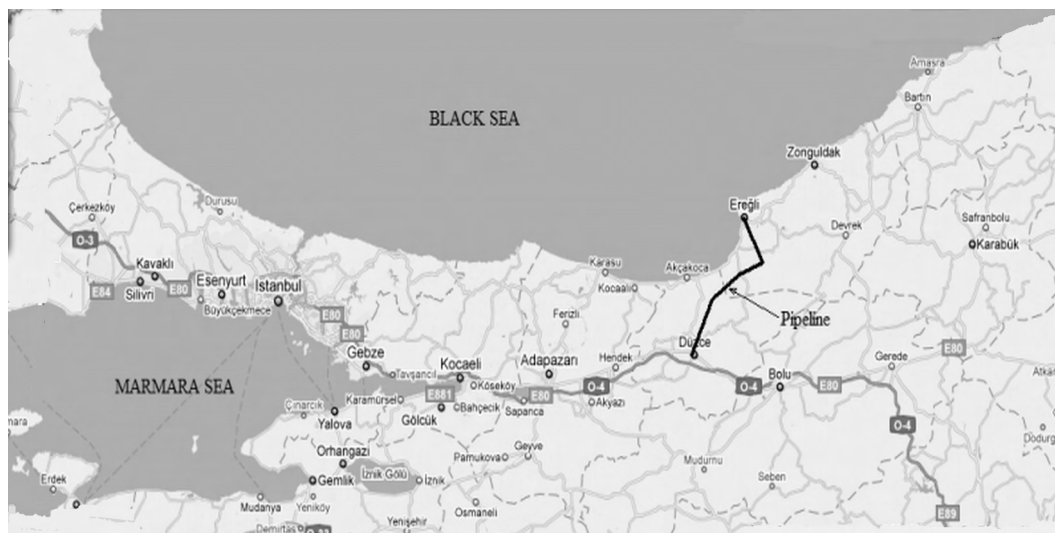 Amasra
Bartın
BLACK SEA
Zonguldak
Durusu
Çerkezköy
Ereğli
Devrek
Safranbolu
O-3
Karabük
Kavaklı
Karasu
Akçakoca
E84
Silivri
E80
Esenyurt
Istanbul
Kocaali
Büyükçekmece
E80
Ferizli
Pipeline
E80
Düzce
E80
Gebze
Kocaeli
Adapazarı
Hendek
Gerede
Tavşancıl
Bolu
MARMARA SEA
Köseköy
O-4
O-4
E80
Karamürsel
E881
E80
Akyazı
Çınarcık
Bahçecik
Sapanca
Yalova
Gölcük
O-4
Orhangazi
Geyve
Pamukova
Mudurnu
İznik Gölü
Erdek
Gemlik
İznik
Seben
Mudanya
Yeniköy
Osmaneli
E89
Yenişehir
Demirtaş